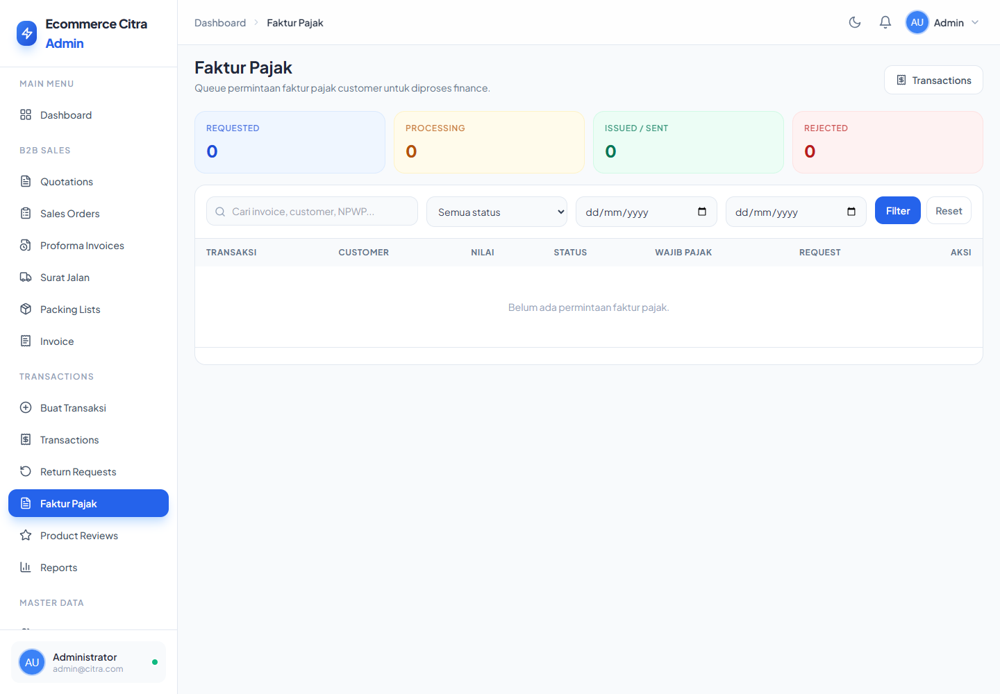 Ecommerce Citra
Admin
MAIN MENU
Dashboard
B2B SALES
Quotations
Sales Orders
Proforma Invoices
Surat Jalan
Packing Lists
Invoice
TRANSACTIONS
Buat Transaksi
Transactions
Return Requests
Faktur Pajak
Product Reviews
Reports
MASTER DATA
AU
Administrator
admin@citra.com
Dashboard Faktur Pajak
AU Admin
Faktur Pajak
Queue permintaan faktur pajak customer untuk diproses finance.
Transactions
REQUESTED
0
PROCESSING
0
ISSUED / SENT
0
REJECTED
0
Cari invoice, customer, NPWP...
Semua status
dd/mm/yyyy
dd/mm/yyyy
Filter
Reset
TRANSAKSI CUSTOMER NILAI STATUS WAJIB PAJAK REQUEST AKSI
Belum ada permintaan faktur pajak.